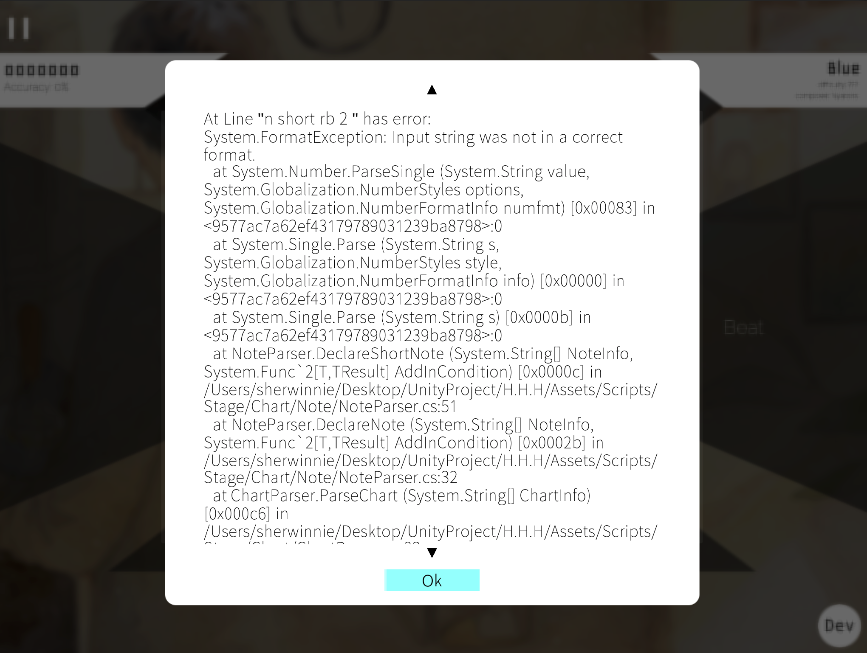 0000000
Blue
Accuracy: 0%
▲
At Line "n short rb 2 " has error:
System.FormatException: Input string was not in a correct
format.
at System.Number.ParseSingle (System.String value,
System.Globalization.NumberStyles options,
System.Globalization.NumberFormatInfo numfmt) [0x00083] in
<9577ac7a62ef43179789031239ba8798>:0
at System.Single.Parse (System.String s,
System.Globalization.NumberStyles style,
System.Globalization.NumberFormatInfo info) [0x00000] in
<9577ac7a62ef43179789031239ba8798>:0
at System.Single.Parse (System.String s) [0x0000b] in
<9577ac7a62ef43179789031239ba8798>:0
at NoteParser.DeclareShortNote (System.String[] NoteInfo,
System.Func`2[T,TResult] AddInCondition) [0x0000c] in
/Users/sherwinnie/Desktop/UnityProject/H.H.H/Assets/Scripts/
Stage/Chart/Note/NoteParser.cs:51
at NoteParser.DeclareNote (System.String[] NoteInfo,
System.Func`2[T,TResult] AddInCondition) [0x0002b] in
/Users/sherwinnie/Desktop/UnityProject/H.H.H/Assets/Scripts/
Stage/Chart/Note/NoteParser.cs:32
at ChartParser.ParseChart (System.String[] ChartInfo)
[0x000c6] in
/Users/sherwinnie/Desktop/UnityProject/H.H.H/Assets/Scripts/
▼
Ok
Beat
Dev